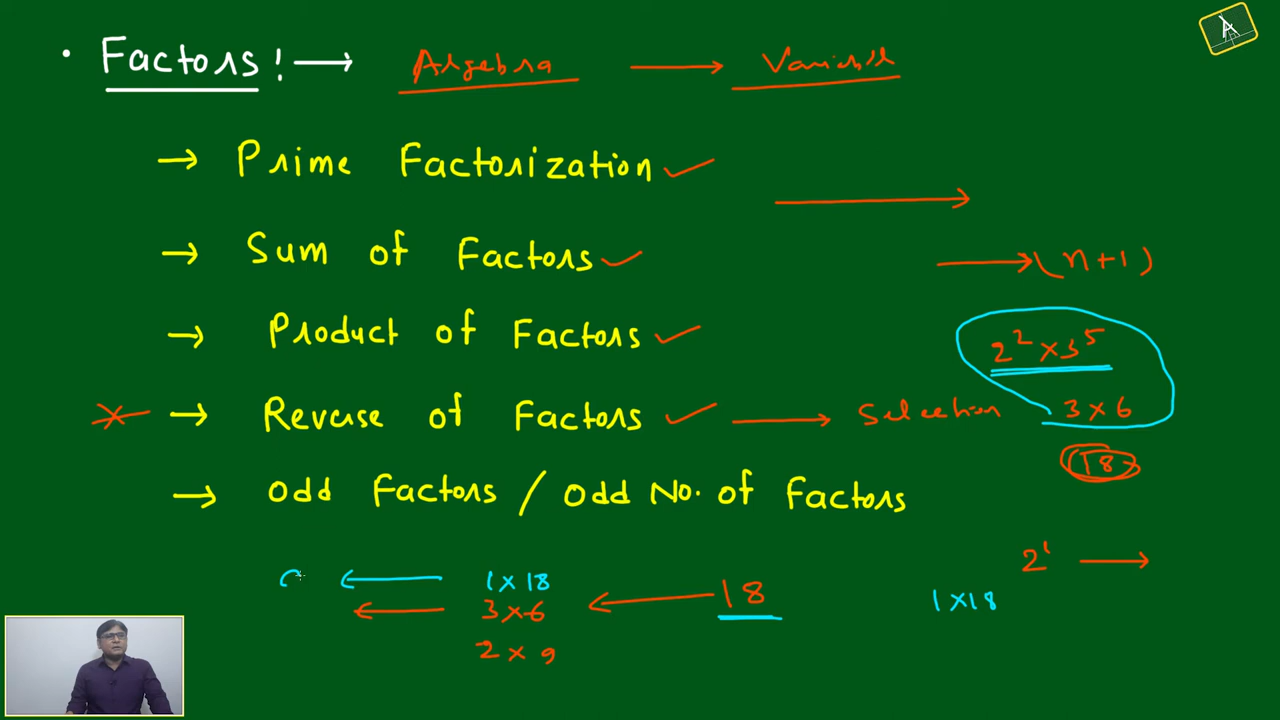 • Factors! → Algebra → Variable
→ Prime Factorization ✓
→ Sum of Factors ✓
→ (n+1)
→ Product of Factors ✓
2² × 3⁵
→ Reverse of Factors ✓ → Selection
3 × 6
18
→ Odd Factors / Odd No. of Factors
2¹ →
← 1 × 18
← 3 × 6 ← 18
2 × 9
1 × 18
A